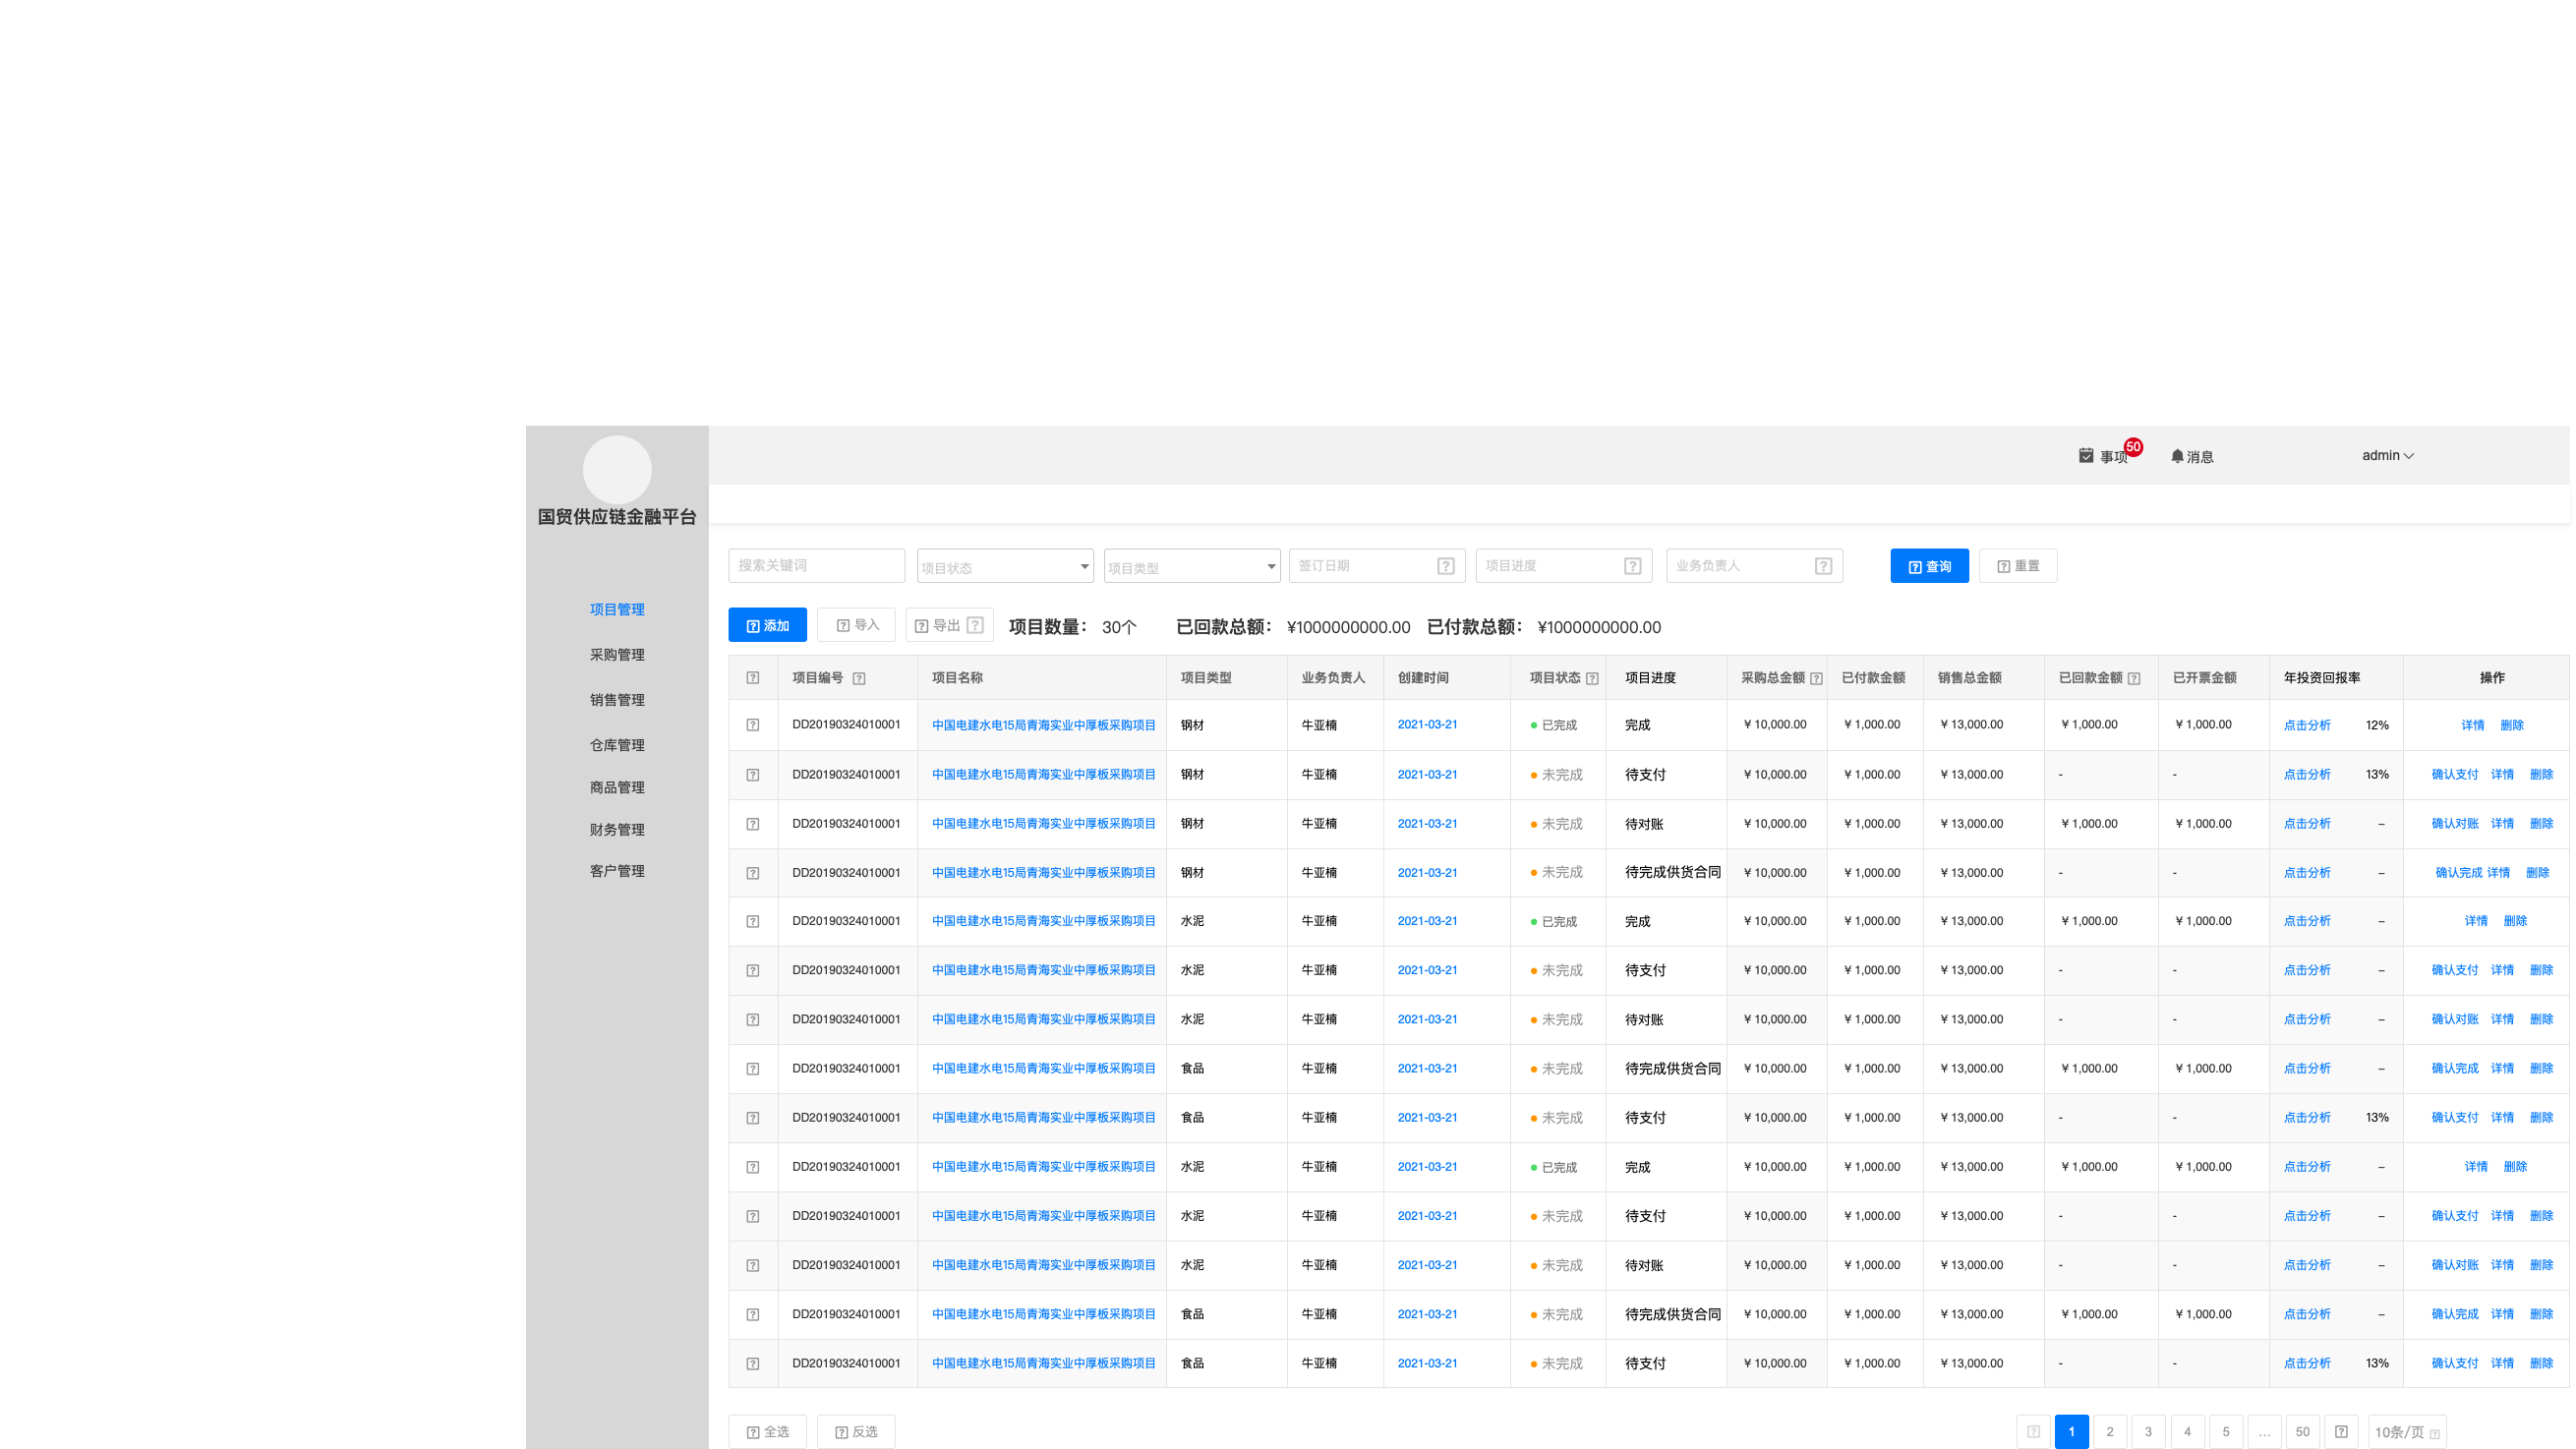 事项 50 消息 admin
国贸供应链金融平台
搜索关键词 项目状态 项目类型 签订日期 项目进度 业务负责人 查询 重置
项目管理
采购管理
销售管理
仓库管理
商品管理
财务管理
客户管理
添加 导入 导出 项目数量： 30个 已回款总额： ¥1000000000.00 已付款总额： ¥1000000000.00
项目编号 项目名称 项目类型 业务负责人 创建时间 项目状态 项目进度 采购总金额 已付款金额 销售总金额 已回款金额 已开票金额 年投资回报率 操作
DD20190324010001 中国电建水电15局青海实业中厚板采购项目 钢材 牛亚楠 2021-03-21 已完成 完成 ¥ 10,000.00 ¥ 1,000.00 ¥ 13,000.00 ¥ 1,000.00 ¥ 1,000.00 点击分析 12% 详情 删除
DD20190324010001 中国电建水电15局青海实业中厚板采购项目 钢材 牛亚楠 2021-03-21 未完成 待支付 ¥ 10,000.00 ¥ 1,000.00 ¥ 13,000.00 - - 点击分析 13% 确认支付 详情 删除
DD20190324010001 中国电建水电15局青海实业中厚板采购项目 钢材 牛亚楠 2021-03-21 未完成 待对账 ¥ 10,000.00 ¥ 1,000.00 ¥ 13,000.00 ¥ 1,000.00 ¥ 1,000.00 点击分析 – 确认对账 详情 删除
DD20190324010001 中国电建水电15局青海实业中厚板采购项目 钢材 牛亚楠 2021-03-21 未完成 待完成供货合同 ¥ 10,000.00 ¥ 1,000.00 ¥ 13,000.00 - - 点击分析 – 确认完成 详情 删除
DD20190324010001 中国电建水电15局青海实业中厚板采购项目 水泥 牛亚楠 2021-03-21 已完成 完成 ¥ 10,000.00 ¥ 1,000.00 ¥ 13,000.00 ¥ 1,000.00 ¥ 1,000.00 点击分析 – 详情 删除
DD20190324010001 中国电建水电15局青海实业中厚板采购项目 水泥 牛亚楠 2021-03-21 未完成 待支付 ¥ 10,000.00 ¥ 1,000.00 ¥ 13,000.00 - - 点击分析 – 确认支付 详情 删除
DD20190324010001 中国电建水电15局青海实业中厚板采购项目 水泥 牛亚楠 2021-03-21 未完成 待对账 ¥ 10,000.00 ¥ 1,000.00 ¥ 13,000.00 - - 点击分析 – 确认对账 详情 删除
DD20190324010001 中国电建水电15局青海实业中厚板采购项目 食品 牛亚楠 2021-03-21 未完成 待完成供货合同 ¥ 10,000.00 ¥ 1,000.00 ¥ 13,000.00 ¥ 1,000.00 ¥ 1,000.00 点击分析 – 确认完成 详情 删除
DD20190324010001 中国电建水电15局青海实业中厚板采购项目 食品 牛亚楠 2021-03-21 未完成 待支付 ¥ 10,000.00 ¥ 1,000.00 ¥ 13,000.00 - - 点击分析 13% 确认支付 详情 删除
DD20190324010001 中国电建水电15局青海实业中厚板采购项目 水泥 牛亚楠 2021-03-21 已完成 完成 ¥ 10,000.00 ¥ 1,000.00 ¥ 13,000.00 ¥ 1,000.00 ¥ 1,000.00 点击分析 – 详情 删除
DD20190324010001 中国电建水电15局青海实业中厚板采购项目 水泥 牛亚楠 2021-03-21 未完成 待支付 ¥ 10,000.00 ¥ 1,000.00 ¥ 13,000.00 - - 点击分析 – 确认支付 详情 删除
DD20190324010001 中国电建水电15局青海实业中厚板采购项目 水泥 牛亚楠 2021-03-21 未完成 待对账 ¥ 10,000.00 ¥ 1,000.00 ¥ 13,000.00 - - 点击分析 – 确认对账 详情 删除
DD20190324010001 中国电建水电15局青海实业中厚板采购项目 食品 牛亚楠 2021-03-21 未完成 待完成供货合同 ¥ 10,000.00 ¥ 1,000.00 ¥ 13,000.00 ¥ 1,000.00 ¥ 1,000.00 点击分析 – 确认完成 详情 删除
DD20190324010001 中国电建水电15局青海实业中厚板采购项目 食品 牛亚楠 2021-03-21 未完成 待支付 ¥ 10,000.00 ¥ 1,000.00 ¥ 13,000.00 - - 点击分析 13% 确认支付 详情 删除
全选 反选 1 2 3 4 5 ... 50 10条/页